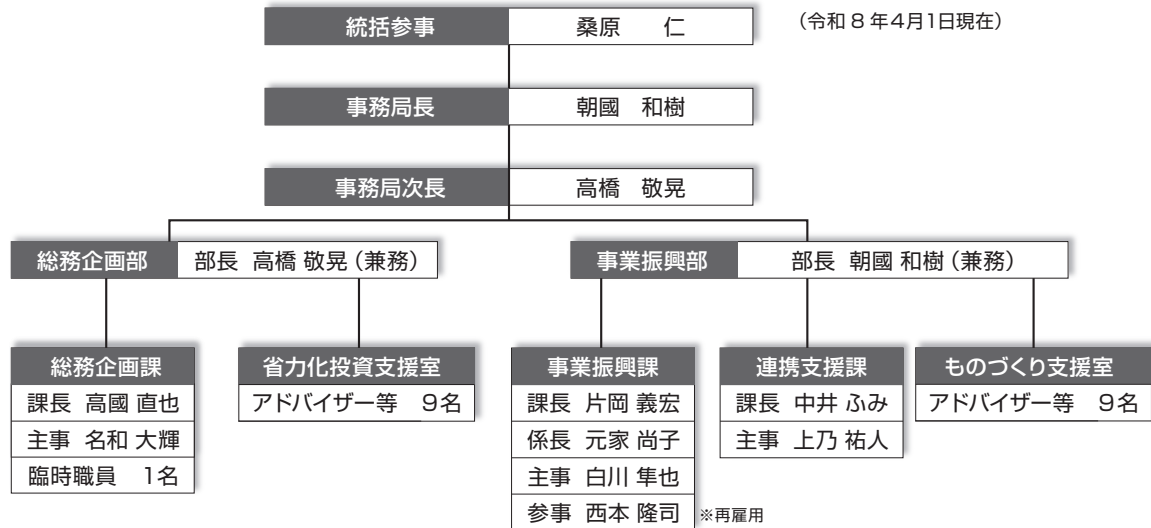 統括参事 桑原 仁 (令和8年4月1日現在)
事務局長 朝國 和樹
事務局次長 高橋 敬晃
総務企画部 部長 高橋 敬晃(兼務) 事業振興部 部長 朝國 和樹(兼務)
総務企画課
課長 高國 直也
主事 名和 大輝
臨時職員 1名
省力化投資支援室
アドバイザー等 9名
事業振興課
課長 片岡 義宏
係長 元家 尚子
主事 白川 隼也
参事 西本 隆司 ※再雇用
連携支援課
課長 中井 ふみ
主事 上乃 祐人
ものづくり支援室
アドバイザー等 9名